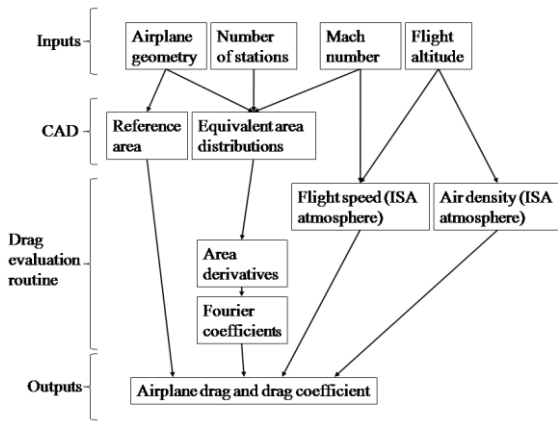 Inputs
Airplane
geometry
Number
of stations
Mach
number
Flight
altitude
CAD
Reference
area
Equivalent area
distributions
Drag
evaluation
routine
Flight speed (ISA
atmosphere)
Air density (ISA
atmosphere)
Area
derivatives
Fourier
coefficients
Outputs
Airplane drag and drag coefficient